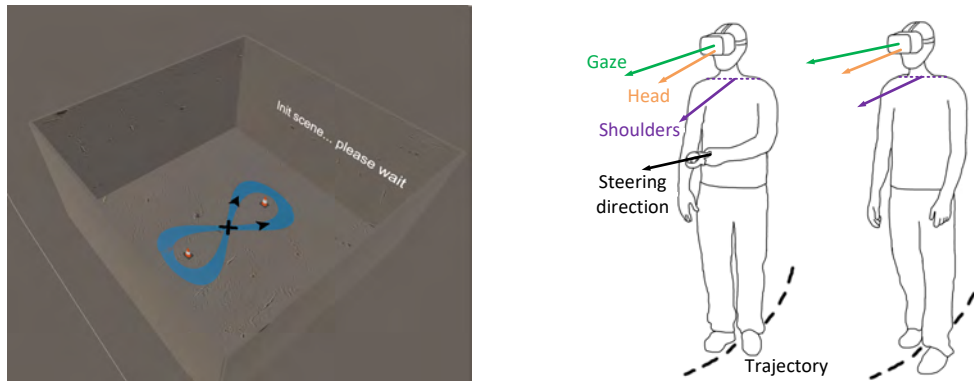 Init scene... please wait
Gaze
Head
Shoulders
Steering
direction
Trajectory